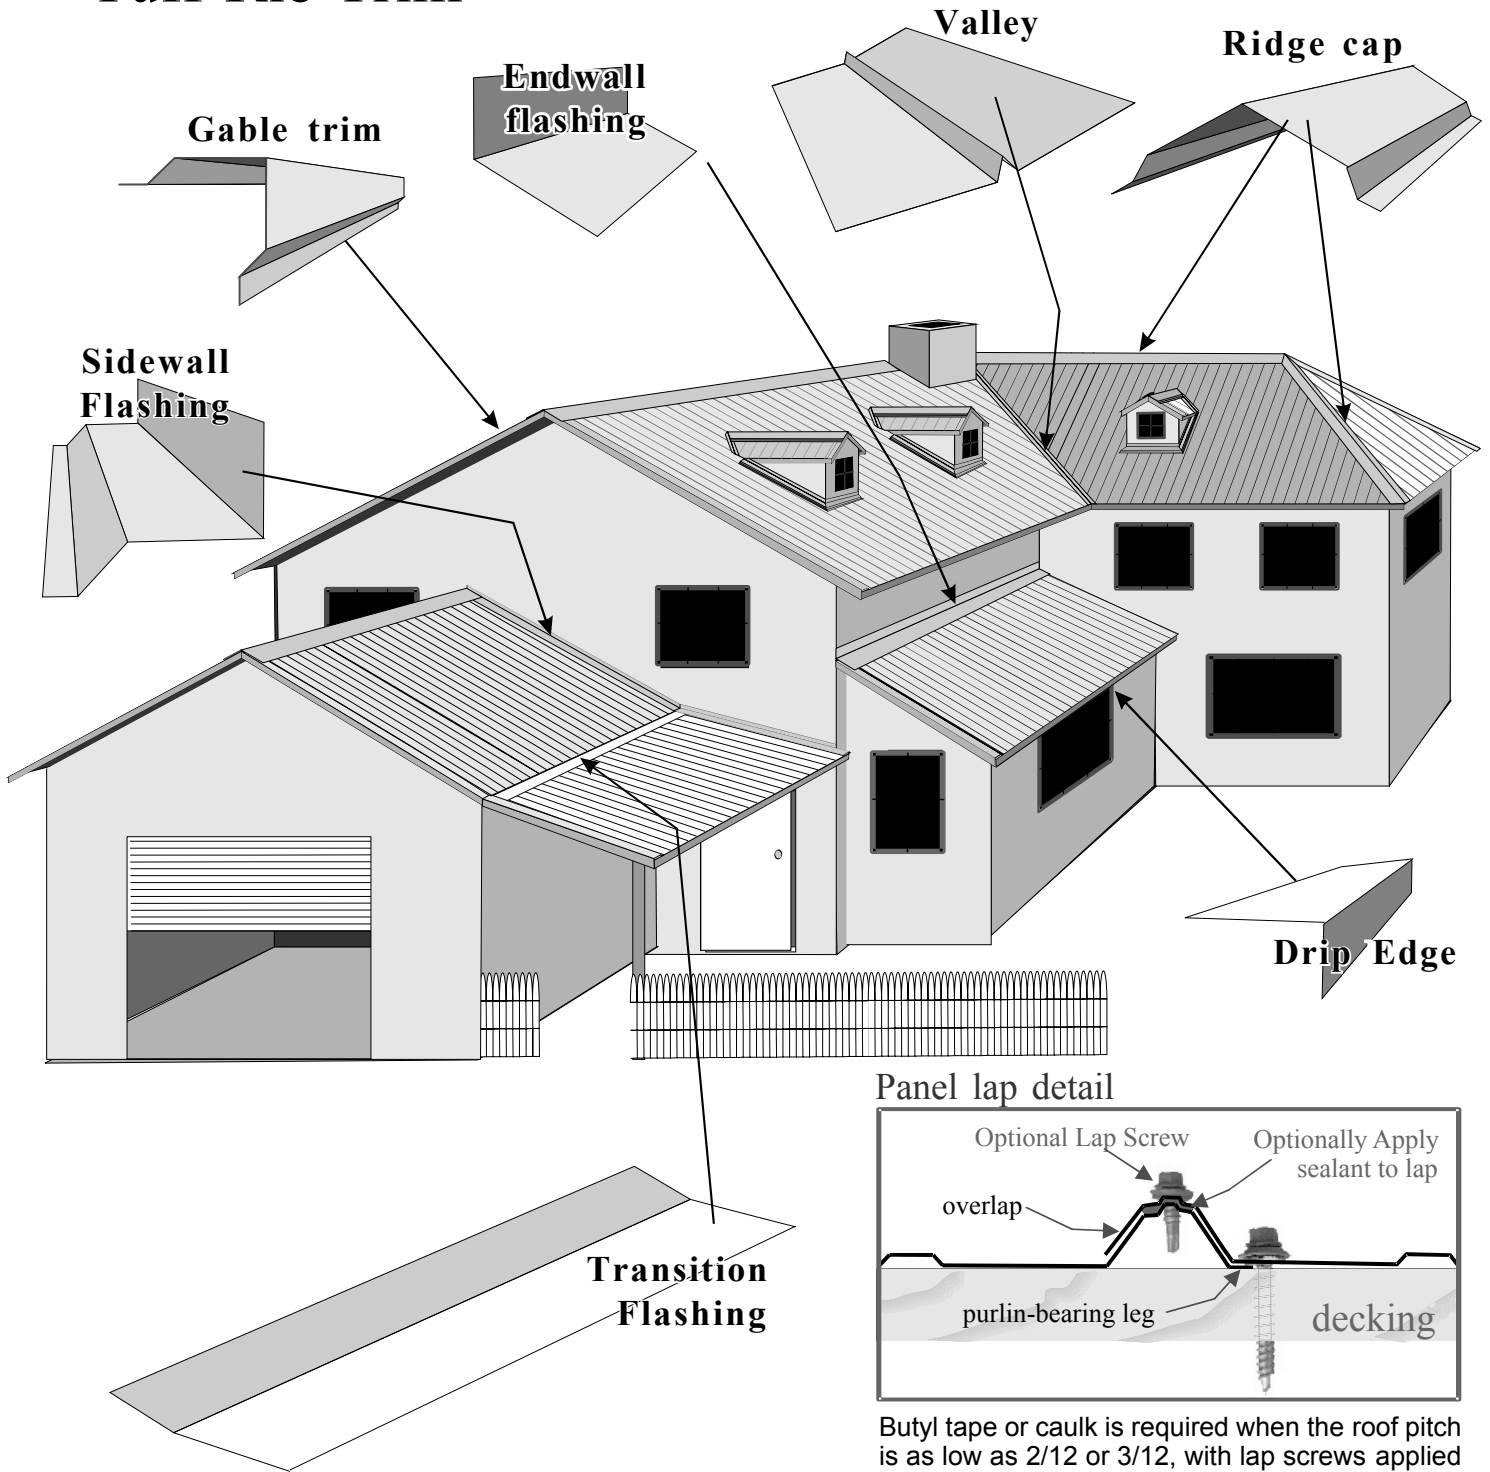 Valley
Ridge cap
Endwall
flashing
Gable trim
Sidewall
Flashing
Drip Edge
Transition
Flashing
Panel lap detail
Optional Lap Screw
Optionally Apply
sealant to lap
overlap
purlin-bearing leg
decking
Butyl tape or caulk is required when the roof pitch
is as low as 2/12 or 3/12, with lap screws applied